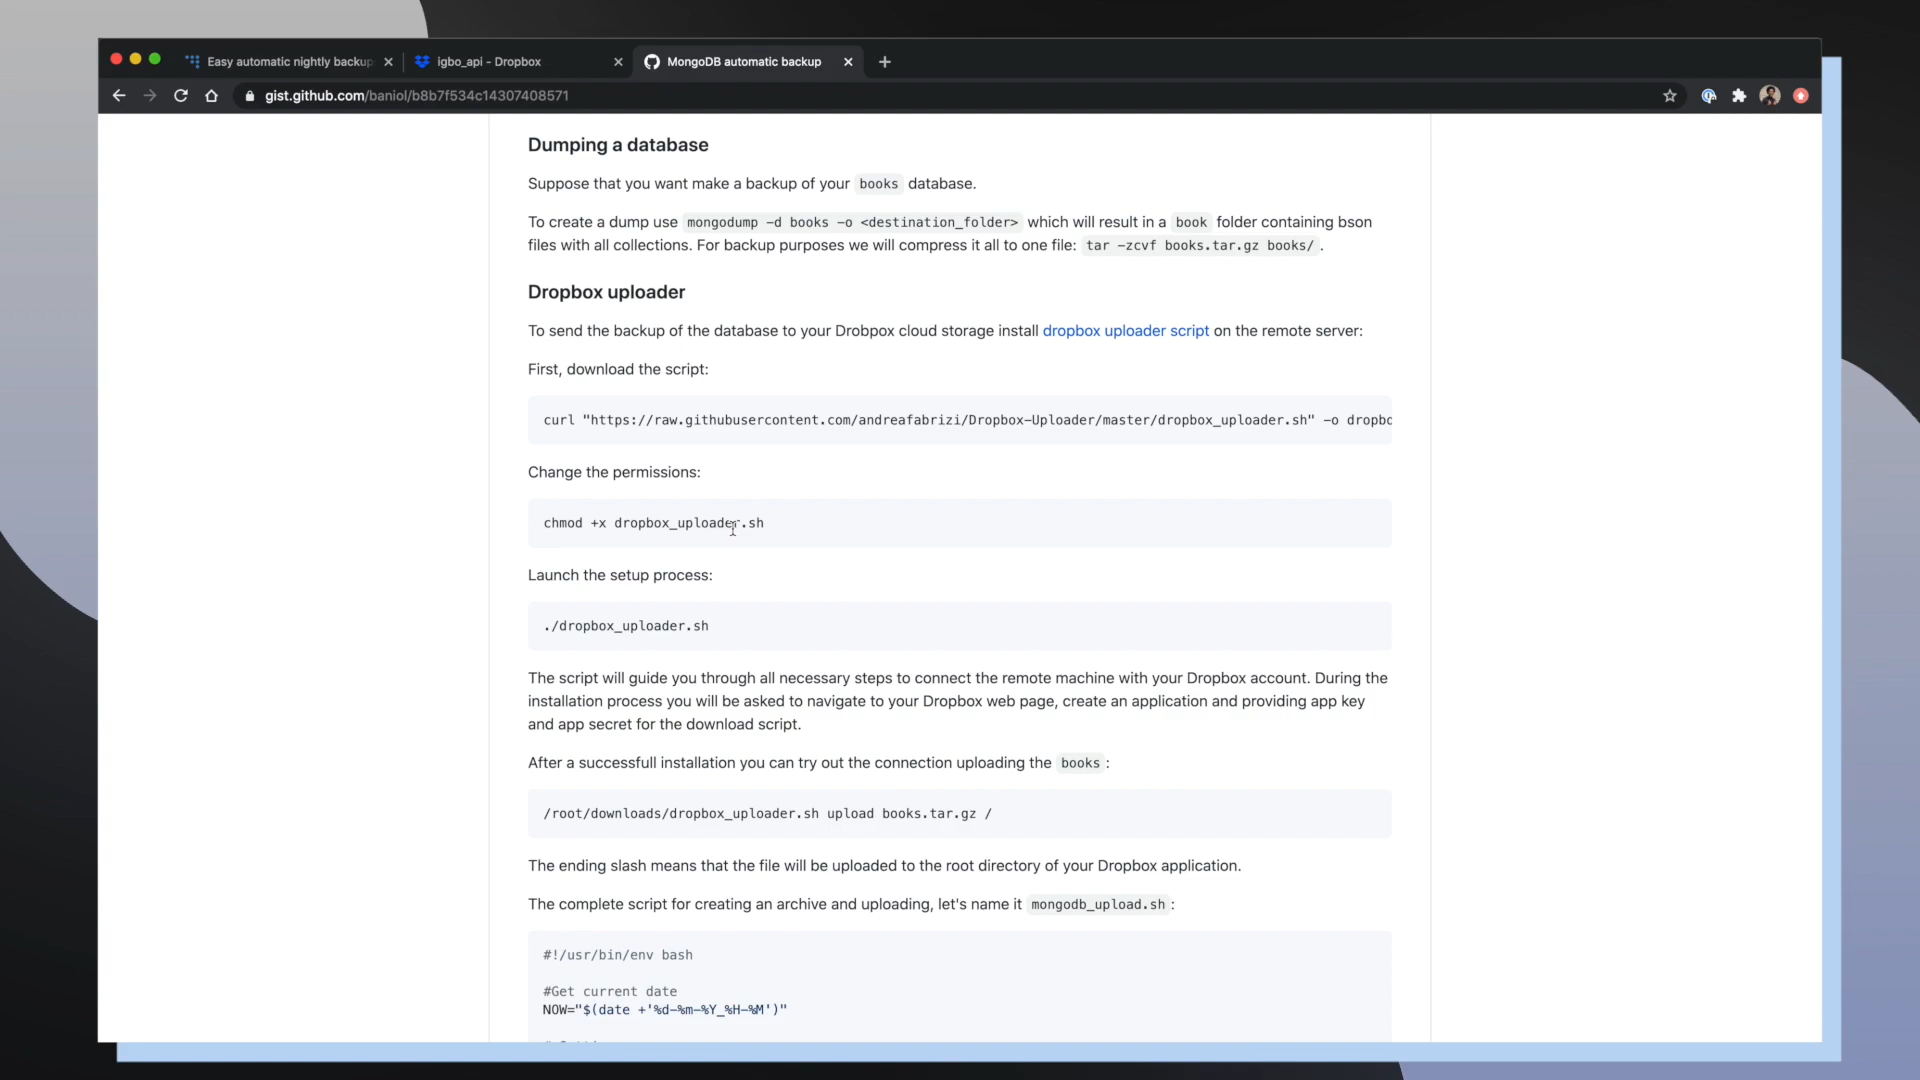 Easy automatic nightly backup
igbo_api - Dropbox
MongoDB automatic backup
gist.github.com/baniol/b8b7f534c14307408571
Dumping a database
Suppose that you want make a backup of your books database.
To create a dump use mongodump -d books -o <destination_folder> which will result in a book folder containing bson
files with all collections. For backup purposes we will compress it all to one file: tar -zcvf books.tar.gz books/ .
Dropbox uploader
To send the backup of the database to your Drobpox cloud storage install dropbox uploader script on the remote server:
First, download the script:
curl "https://raw.githubusercontent.com/andreafabrizi/Dropbox-Uploader/master/dropbox_uploader.sh" -o dropbo
Change the permissions:
chmod +x dropbox_uploader.sh
Launch the setup process:
./dropbox_uploader.sh
The script will guide you through all necessary steps to connect the remote machine with your Dropbox account. During the
installation process you will be asked to navigate to your Dropbox web page, create an application and providing app key
and app secret for the download script.
After a successfull installation you can try out the connection uploading the books :
/root/downloads/dropbox_uploader.sh upload books.tar.gz /
The ending slash means that the file will be uploaded to the root directory of your Dropbox application.
The complete script for creating an archive and uploading, let's name it mongodb_upload.sh :
#!/usr/bin/env bash
#Get current date
NOW="$(date +'%d-%m-%Y_%H-%M')"